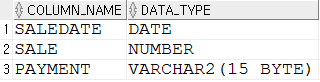 COLUMN_NAME DATA_TYPE
1 SALEDATE DATE
2 SALE NUMBER
3 PAYMENT VARCHAR2(15 BYTE)